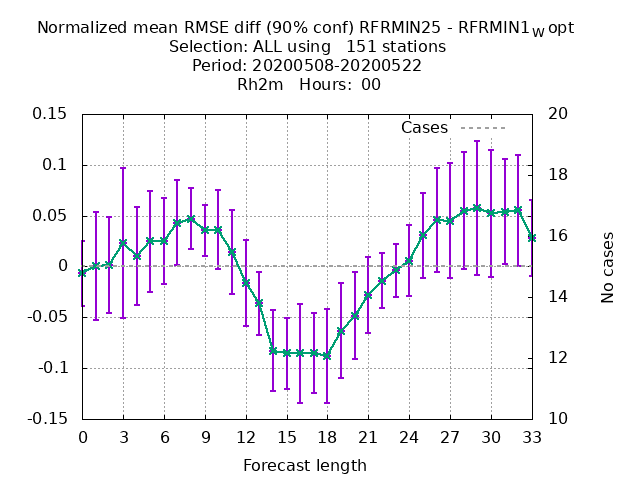 Normalized mean RMSE diff (90% conf) RFRMIN25 - RFRMIN1_W opt
Selection: ALL using 151 stations
Period: 20200508-20200522
Rh2m Hours: 00
Cases
0.15
0.1
0.05
0
-0.05
-0.1
-0.15
20
18
16
14
12
10
No cases
0 3 6 9 12 15 18 21 24 27 30 33
Forecast length